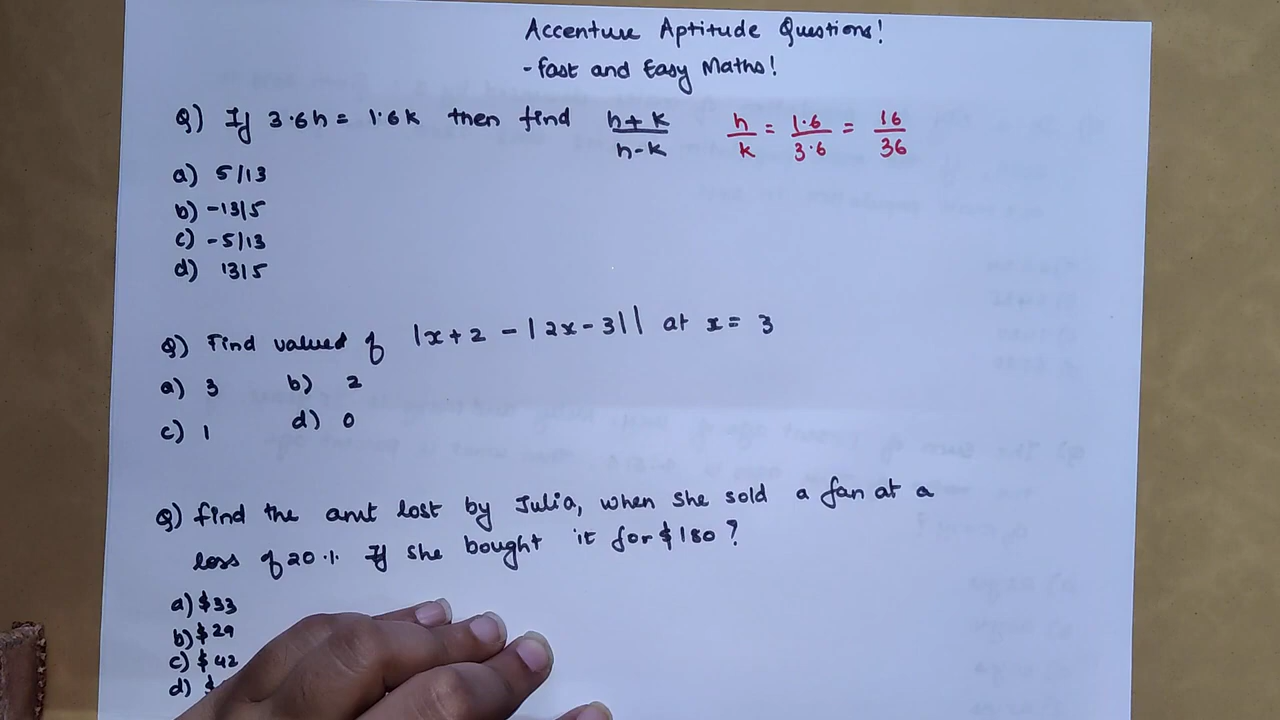 Accenture Aptitude Questions!
- Fast and Easy Maths!
Q) If 3.6h = 1.6k then find h+k / h-k   h/k = 1.6/3.6 = 16/36
a) 5/13
b) -13/5
c) -5/13
d) 13/5
Q) Find valued of |x+2 - |2x-3|| at x = 3
a) 3   b) 2
c) 1   d) 0
Q) find the amt lost by Julia, when she sold a fan at a
loss of 20% If she bought it for $180?
a) $33
b) $29
c) $42
d) $